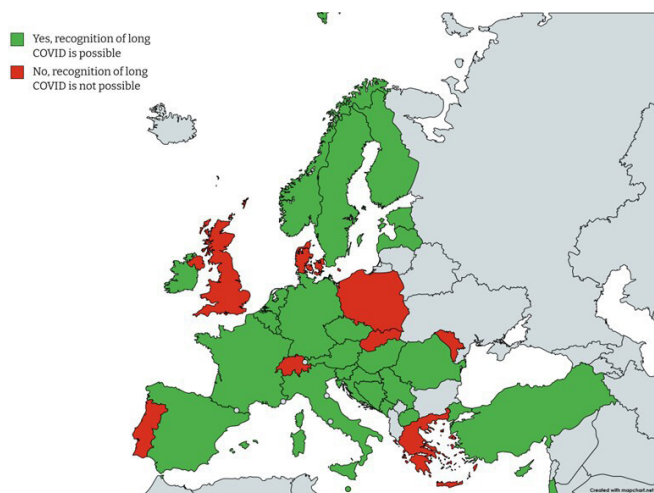 Yes, recognition of long
COVID is possible
No, recognition of long
COVID is not possible
Created with mapchart.net